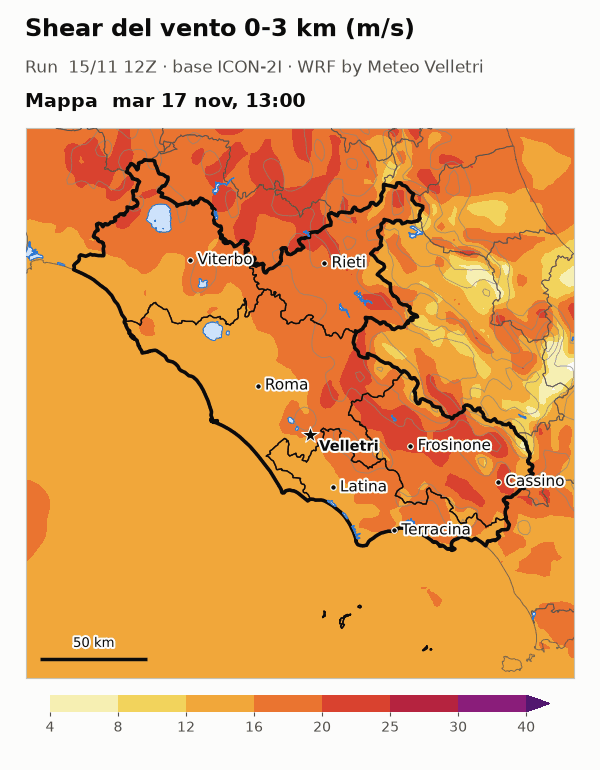 Shear del vento 0-3 km (m/s)
Run 15/11 12Z · base ICON-2I · WRF by Meteo Velletri
Mappa mar 17 nov, 13:00
Viterbo
Rieti
Roma
Velletri
Frosinone
Latina
Cassino
Terracina
50 km
4 8 12 16 20 25 30 40